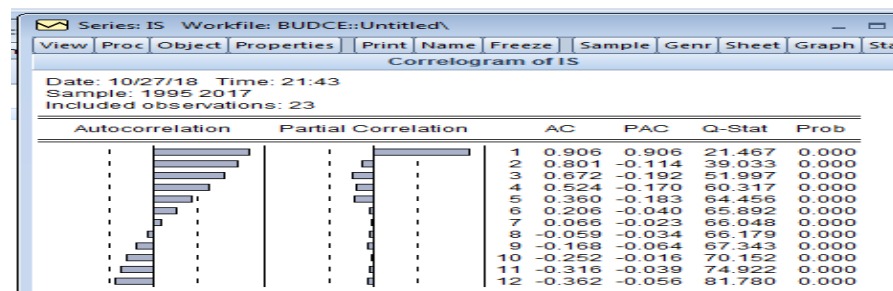 Series: IS Workfile: BUDCE::Untitled\
View Proc Object Properties Print Name Freeze Sample Genr Sheet Graph Sta
Correlogram of IS
Date: 10/27/18 Time: 21:43
Sample: 1995 2017
Included observations: 23
Autocorrelation Partial Correlation AC PAC Q-Stat Prob
1 0.906 0.906 21.467 0.000
2 0.801 -0.114 39.033 0.000
3 0.672 -0.192 51.997 0.000
4 0.524 -0.170 60.317 0.000
5 0.360 -0.183 64.456 0.000
6 0.206 -0.040 65.892 0.000
7 0.066 -0.023 66.048 0.000
8 -0.059 -0.034 66.179 0.000
9 -0.168 -0.064 67.343 0.000
10 -0.252 -0.016 70.152 0.000
11 -0.316 -0.039 74.922 0.000
12 -0.362 -0.056 81.780 0.000